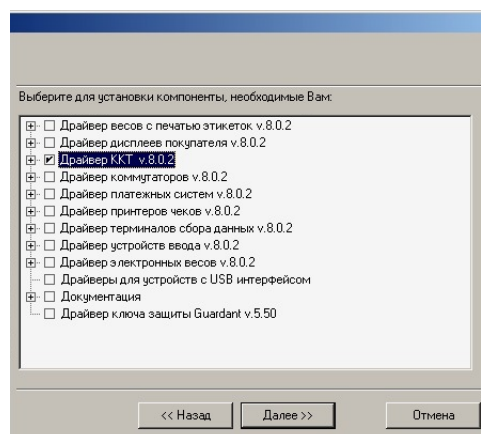 Выберите для установки компоненты, необходимые Вам:
Драйвер весов с печатью этикеток v.8.0.2
Драйвер дисплеев покупателя v.8.0.2
Драйвер ККТ v.8.0.2
Драйвер коммутаторов v.8.0.2
Драйвер платежных систем v.8.0.2
Драйвер принтеров чеков v.8.0.2
Драйвер терминалов сбора данных v.8.0.2
Драйвер устройств ввода v.8.0.2
Драйвер электронных весов v.8.0.2
Драйверы для устройств с USB интерфейсом
Документация
Драйвер ключа защиты Guardant v.5.50
<< Назад Далее >> Отмена